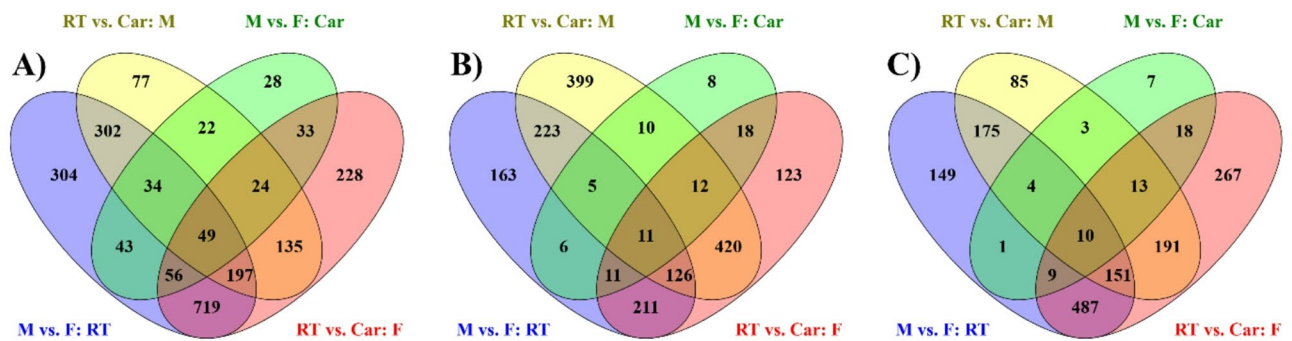 RT vs. Car: M M vs. F: Car RT vs. Car: M M vs. F: Car RT vs. Car: M M vs. F: Car
A) B) C)
77 28 399 8 85 7
302 22 33 223 10 18 175 3 18
304 34 24 228 163 5 12 123 149 4 13 267
49 11 10
43 135 6 420 1 191
56 197 11 126 9 151
719 211 487
M vs. F: RT RT vs. Car: F M vs. F: RT RT vs. Car: F M vs. F: RT RT vs. Car: F